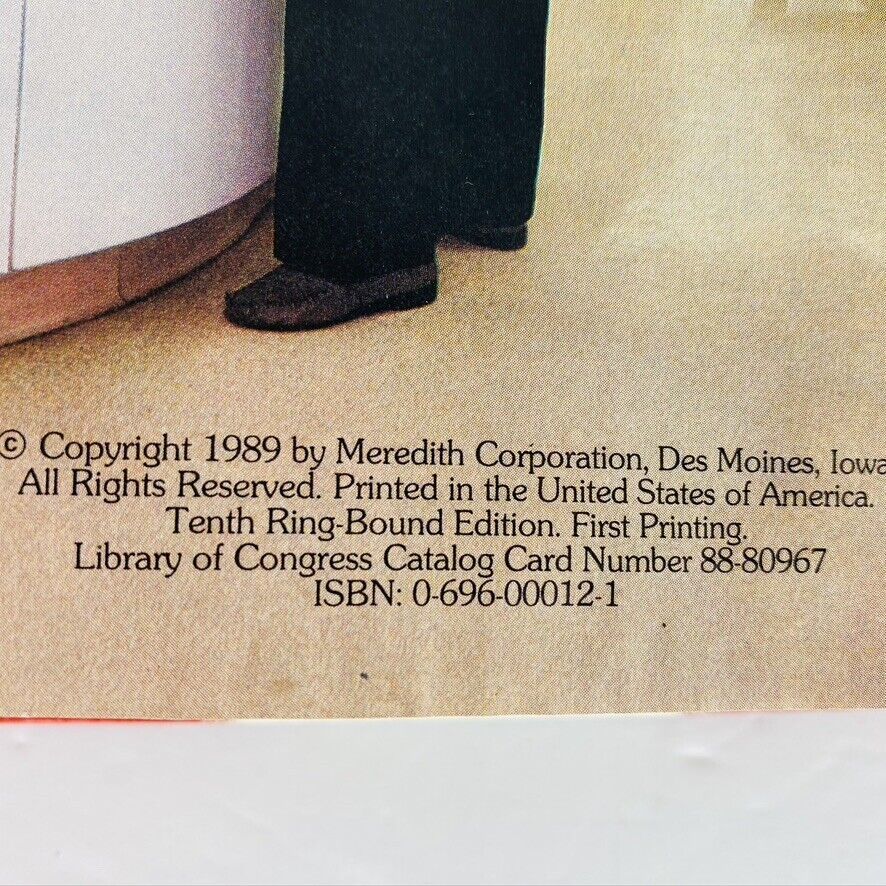 © Copyright 1989 by Meredith Corporation, Des Moines, Iowa
All Rights Reserved. Printed in the United States of America.
Tenth Ring-Bound Edition. First Printing.
Library of Congress Catalog Card Number 88-80967
ISBN: 0-696-00012-1